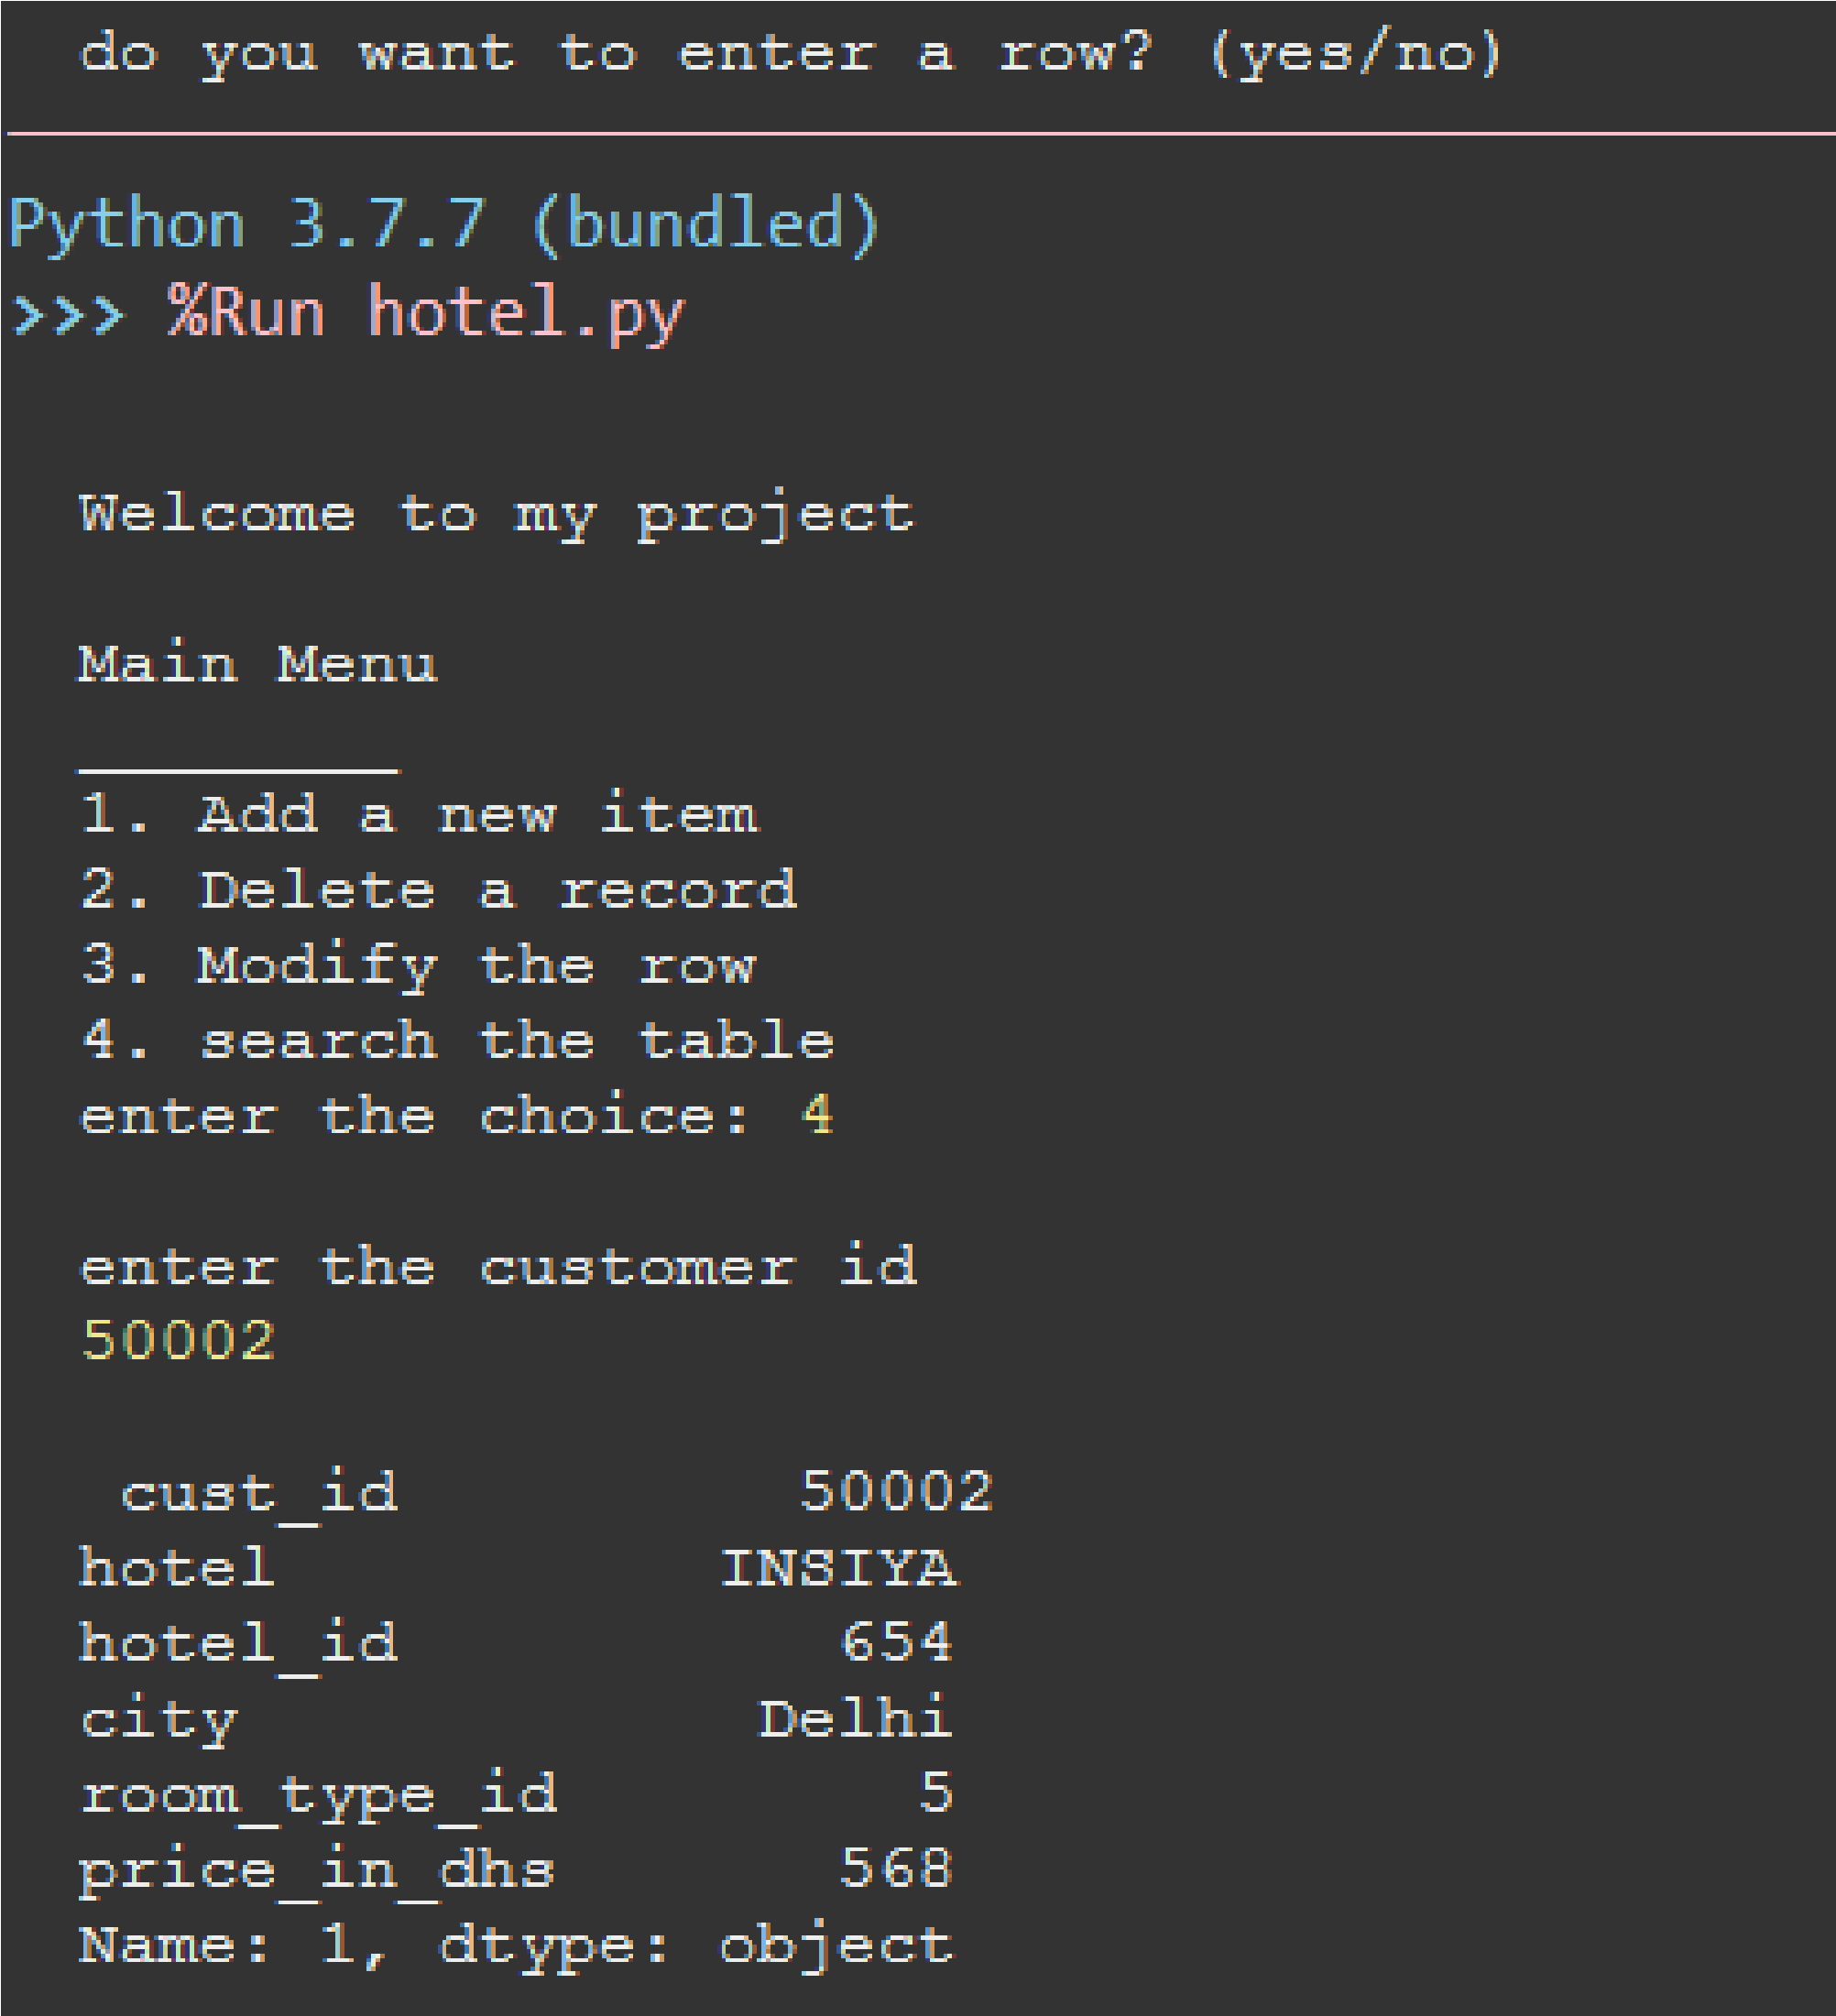 do you want to enter a row? (yes/no)
Python 3.7.7 (bundled)
>>> %Run hotel.py
Welcome to my project
Main Menu
________
1. Add a new item
2. Delete a record
3. Modify the row
4. search the table
enter the choice: 4
enter the customer id
50002
cust_id          50002
hotel           INSIYA
hotel_id           654
city             Delhi
room_type_id         5
price_in_dhs       568
Name: 1, dtype: object